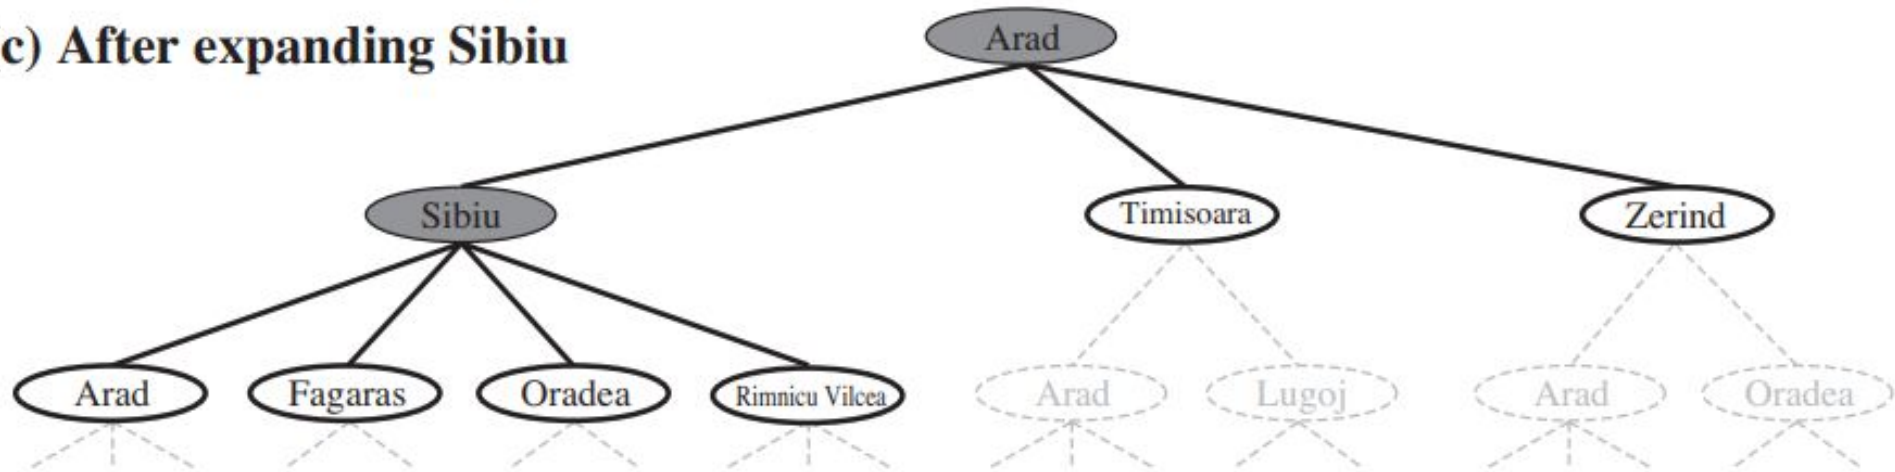 c) After expanding Sibiu
Arad
Sibiu
Timisoara
Zerind
Arad
Fagaras
Oradea
Rimnicu Vilcea
Arad
Lugoj
Arad
Oradea